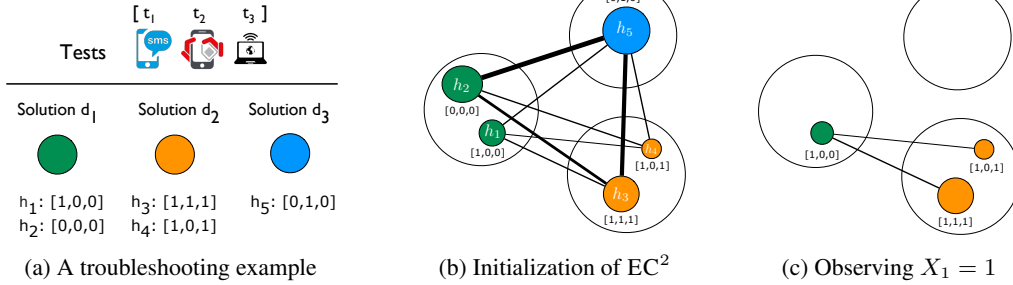 [ t1 t2 t3 ]
sms
Tests
Solution d1 Solution d2 Solution d3
h1: [1,0,0] h3: [1,1,1] h5: [0,1,0]
h2: [0,0,0] h4: [1,0,1]
(a) A troubleshooting example
h5
h2
[0,0,0]
h1
[1,0,0]
h4
[1,0,1]
h3
[1,1,1]
(b) Initialization of EC²
[1,0,0]
[1,0,1]
[1,1,1]
(c) Observing X1 = 1